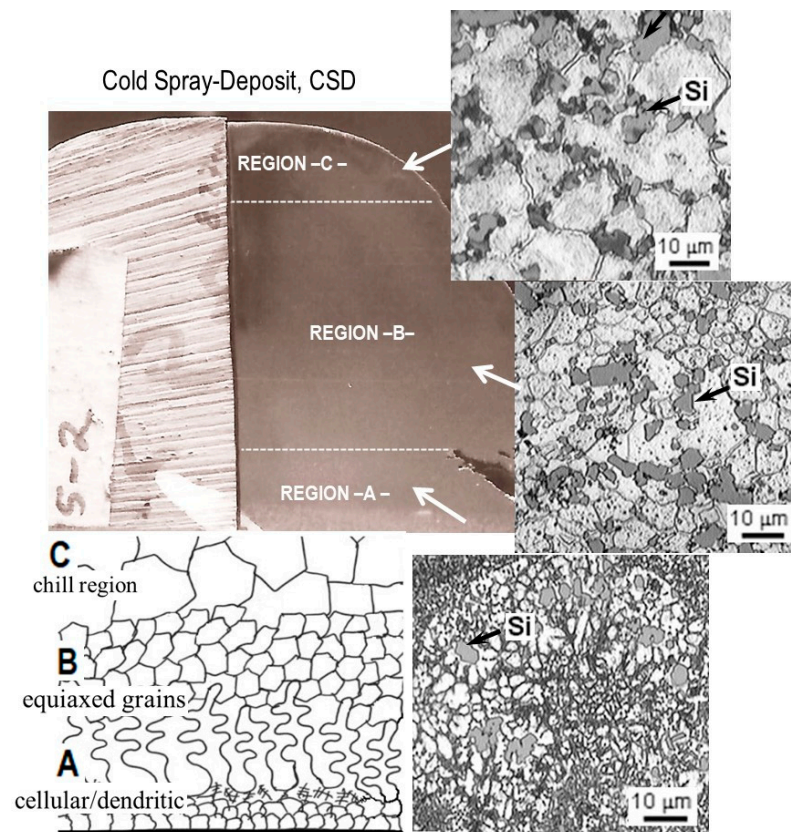 Cold Spray-Deposit, CSD
Si
10 µm
REGION –C –
REGION –B–
Si
10 µm
REGION –A –
S-2
C
chill region
B
equiaxed grains
A
cellular/dendritic
Si
10 µm